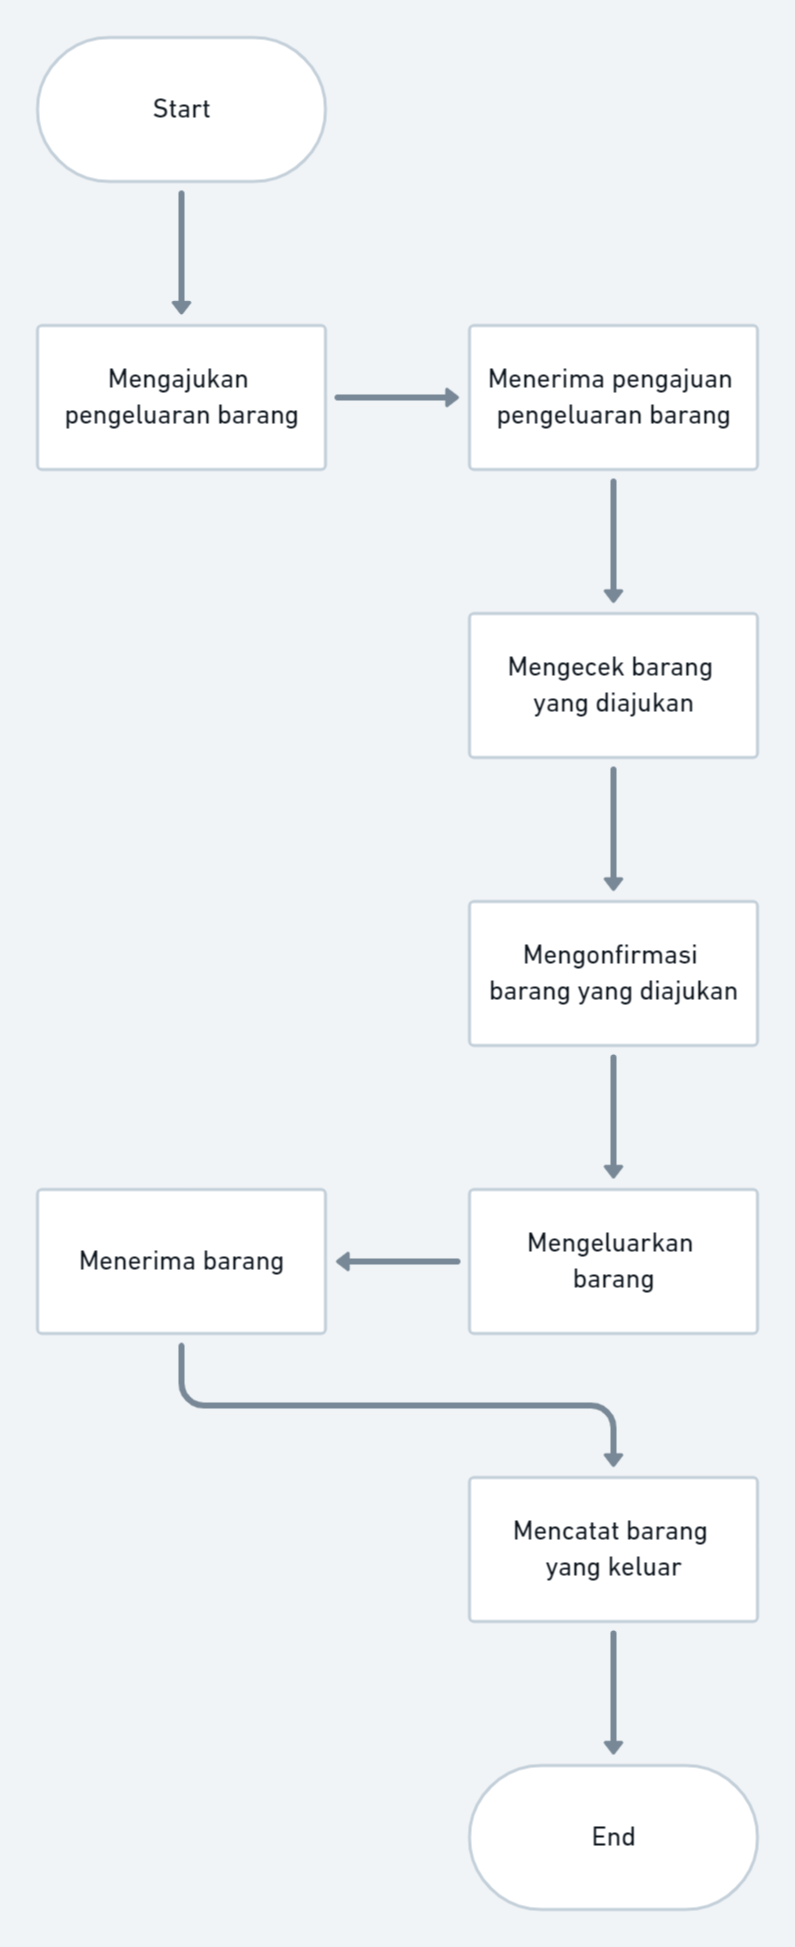 Start
Mengajukan
pengeluaran barang
Menerima pengajuan
pengeluaran barang
Mengecek barang
yang diajukan
Mengonfirmasi
barang yang diajukan
Mengeluarkan
barang
Menerima barang
Mencatat barang
yang keluar
End